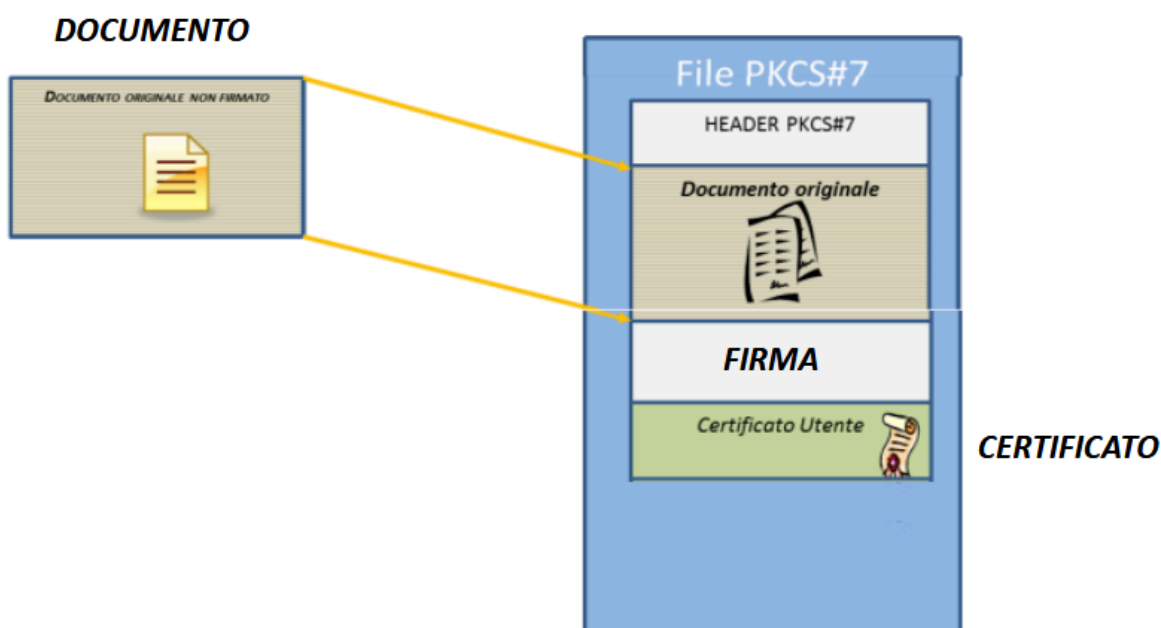 DOCUMENTO
DOCUMENTO ORIGINALE NON FIRMATO
File PKCS#7
HEADER PKCS#7
Documento originale
FIRMA
Certificato Utente
CERTIFICATO